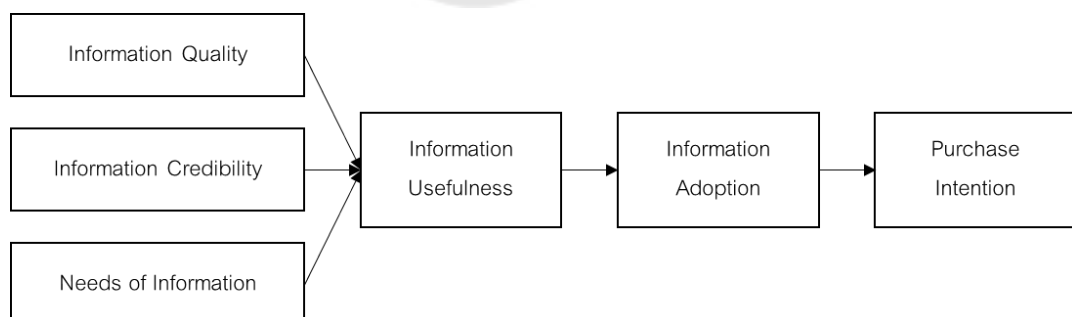 Information Quality
Information Credibility
Needs of Information
Information
Usefulness
Information
Adoption
Purchase
Intention